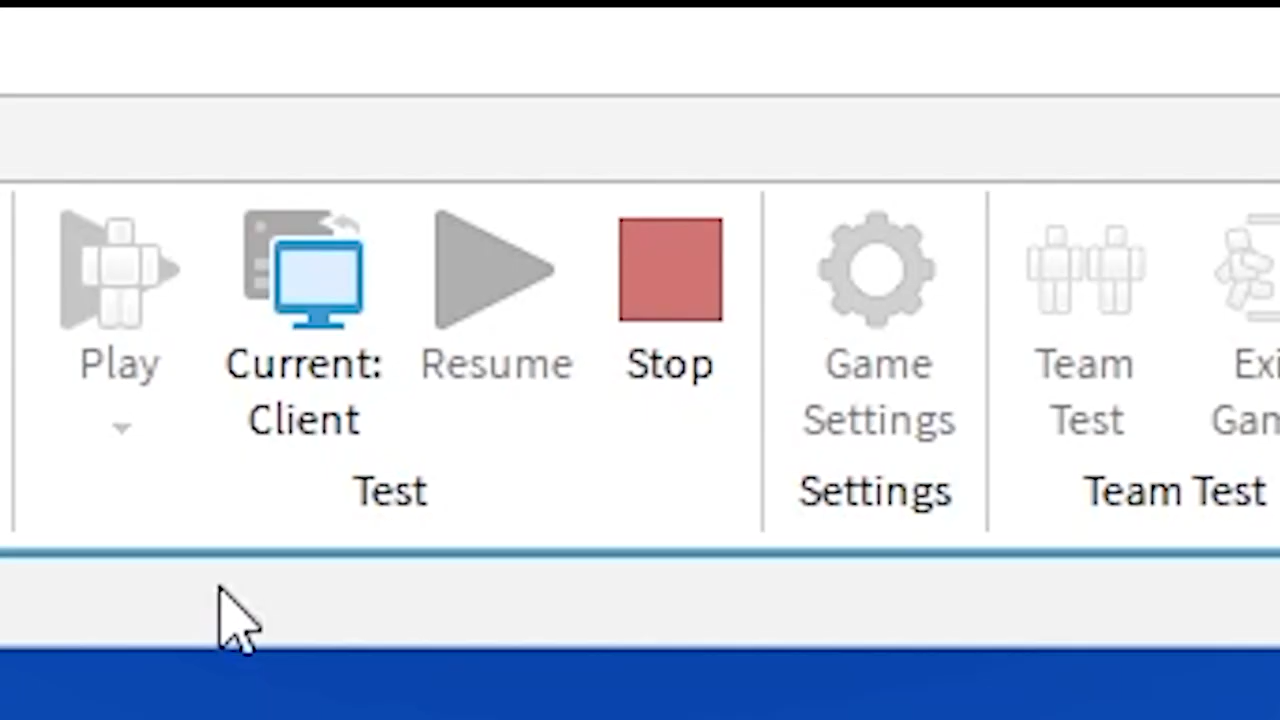 Play
Current:
Client
Resume
Stop
Test
Game
Settings
Settings
Team
Test
Team Test